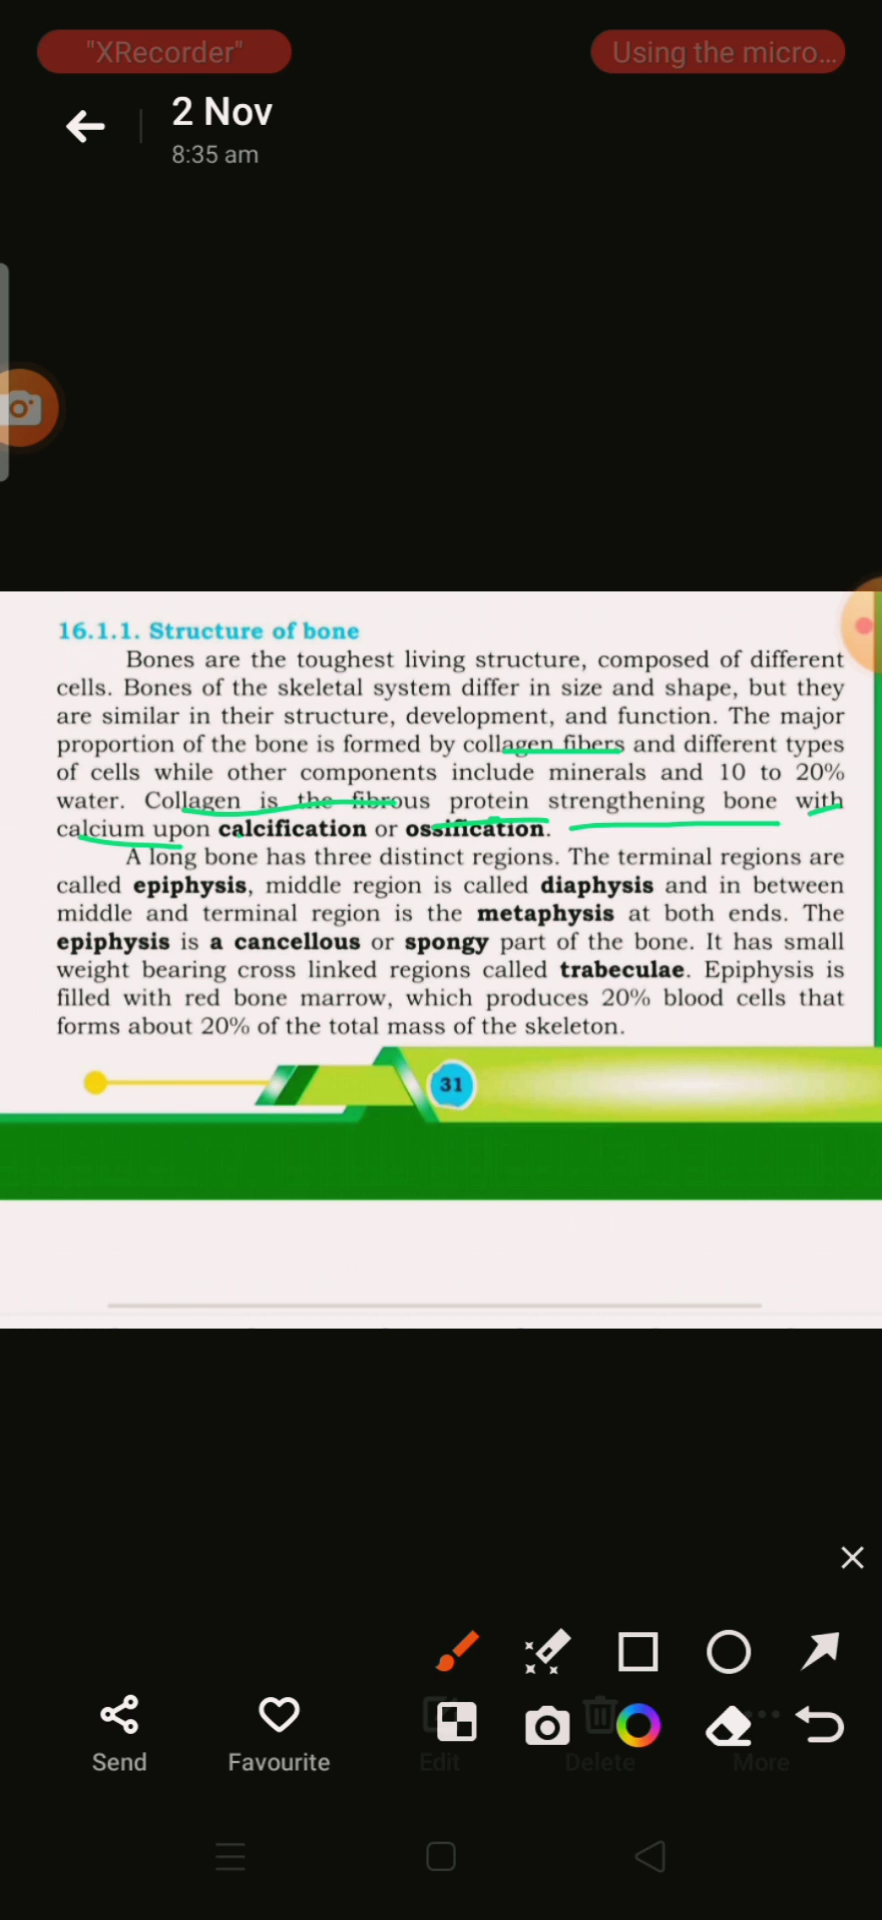 "XRecorder"
Using the micro...
2 Nov
8:35 am
16.1.1. Structure of bone
Bones are the toughest living structure, composed of different
cells. Bones of the skeletal system differ in size and shape, but they
are similar in their structure, development, and function. The major
proportion of the bone is formed by collagen fibers and different types
of cells while other components include minerals and 10 to 20%
water. Collagen is the fibrous protein strengthening bone with
calcium upon calcification or ossification.
A long bone has three distinct regions. The terminal regions are
called epiphysis, middle region is called diaphysis and in between
middle and terminal region is the metaphysis at both ends. The
epiphysis is a cancellous or spongy part of the bone. It has small
weight bearing cross linked regions called trabeculae. Epiphysis is
filled with red bone marrow, which produces 20% blood cells that
forms about 20% of the total mass of the skeleton.
31
Send
Favourite
Edit
Delete
More